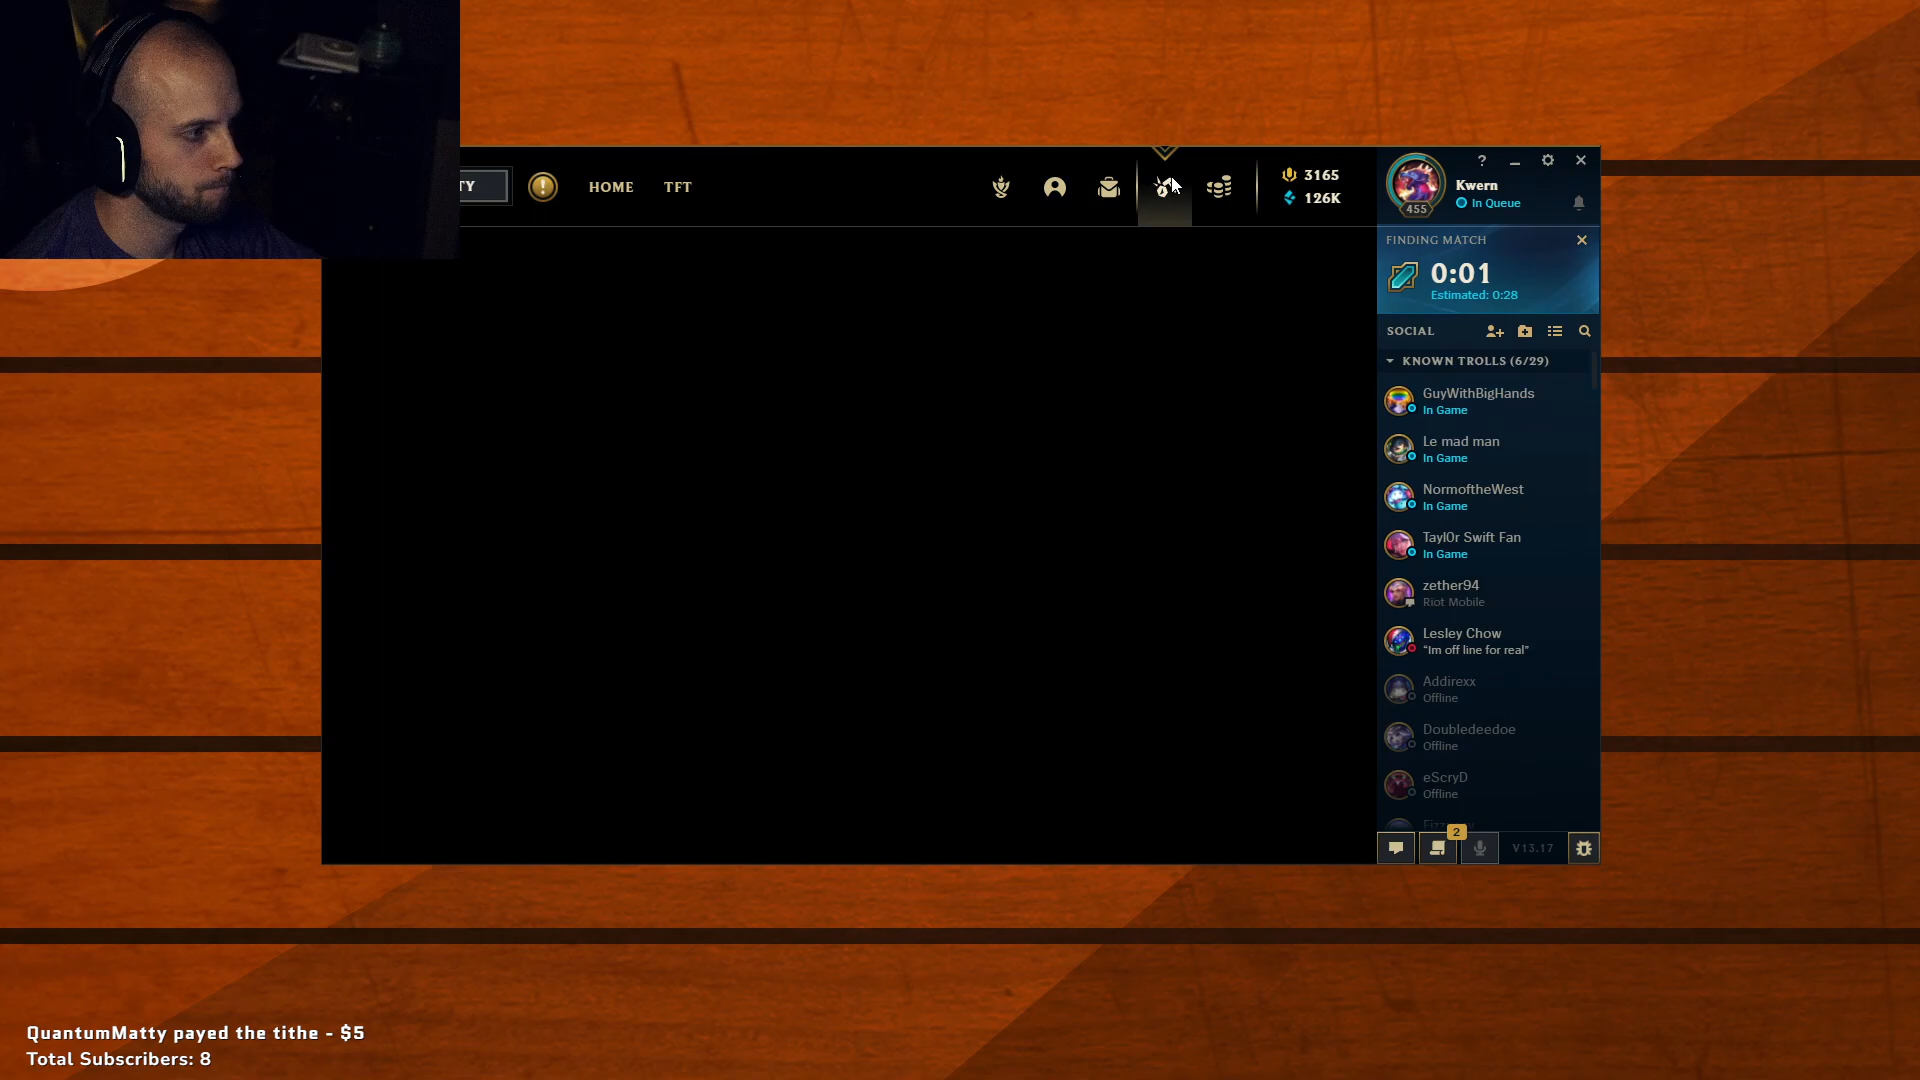 TY
HOME
TFT
3165
126K
455
Kwern
In Queue
?
FINDING MATCH
0:01
Estimated: 0:28
SOCIAL
KNOWN TROLLS (6/29)
GuyWithBigHands
In Game
Le mad man
In Game
NormoftheWest
In Game
Tayl0r Swift Fan
In Game
zether94
Riot Mobile
Lesley Chow
“Im off line for real”
Addirexx
Offline
Doubledeedoe
Offline
eScryD
Offline
2
V13.17
QuantumMatty payed the tithe - $5
Total Subscribers: 8